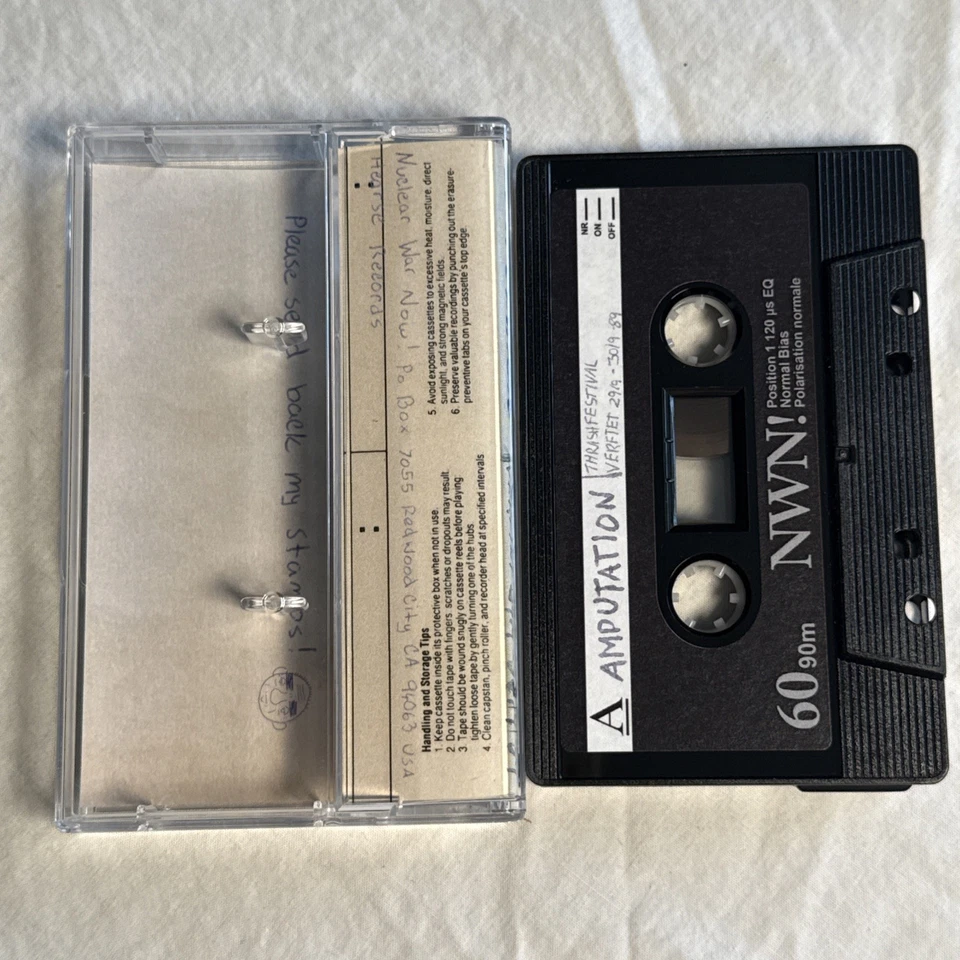 Please send back my stamps!
Hearse Records
Nuclear War Now! Po Box 7055 Redwood City CA 94063 USA
Handling and Storage Tips
1. Keep cassette inside its protective box when not in use.
2. Do not touch tape with fingers. scratches or dropouts may result.
3. Tape should be wound snugly on cassette reels before playing:
tighten loose tape by gently turning one of the hubs.
4. Clean capstan, pinch roller, and recorder head at specified intervals.
5. Avoid exposing cassettes to excessive heat, moisture, direct
sunlight, and strong magnetic fields.
6. Preserve valuable recordings by punching out the erasure-
preventive tabs on your cassette's top edge.
A AMPUTATION
THRASHFESTIVAL
VERFIET 29/9 - 30/9 89
NR
ON
OFF
60 90m
NWNI!
Position 1 120 µs EQ
Normal Bias
Polarisation normale